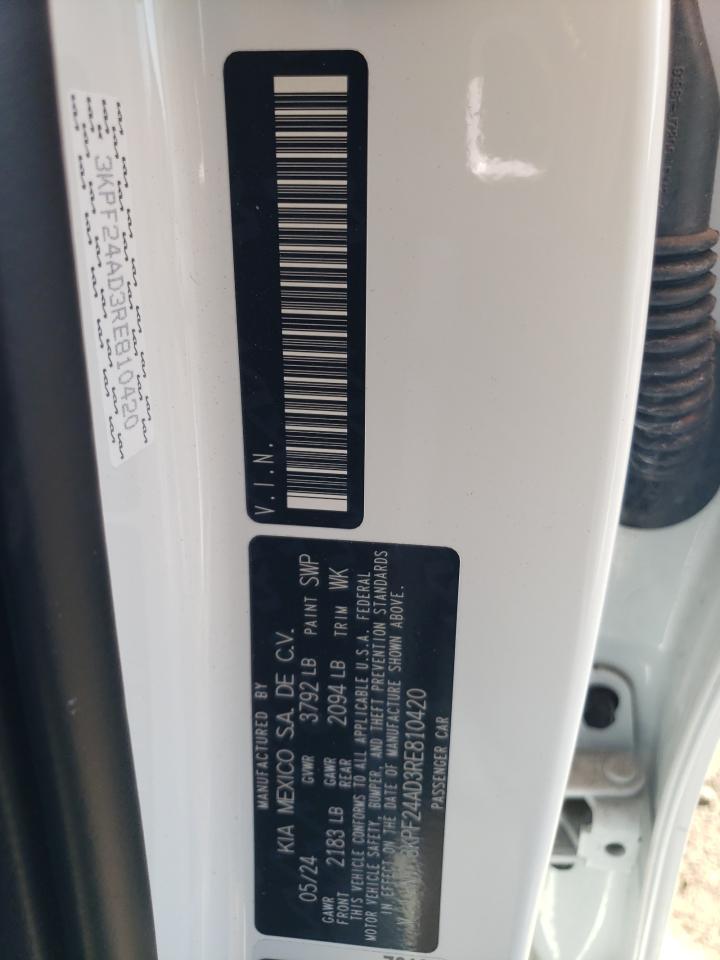 3KPF24AD3RE810420
V.I.N.
MANUFACTURED BY
KIA MEXICO S.A. DE C.V.
05/24 GVWR 3792 LB PAINT SWP
GAWR FRONT 2183 LB GAWR REAR 2094 LB TRIM WK
THIS VEHICLE CONFORMS TO ALL APPLICABLE U.S.A. FEDERAL
MOTOR VEHICLE SAFETY, BUMPER, AND THEFT PREVENTION STANDARDS
IN EFFECT ON THE DATE OF MANUFACTURE SHOWN ABOVE.
3KPF24AD3RE810420
PASSENGER CAR